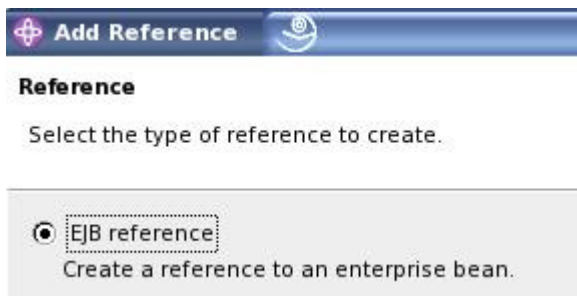 Add Reference
Reference
Select the type of reference to create.
EJB reference
Create a reference to an enterprise bean.